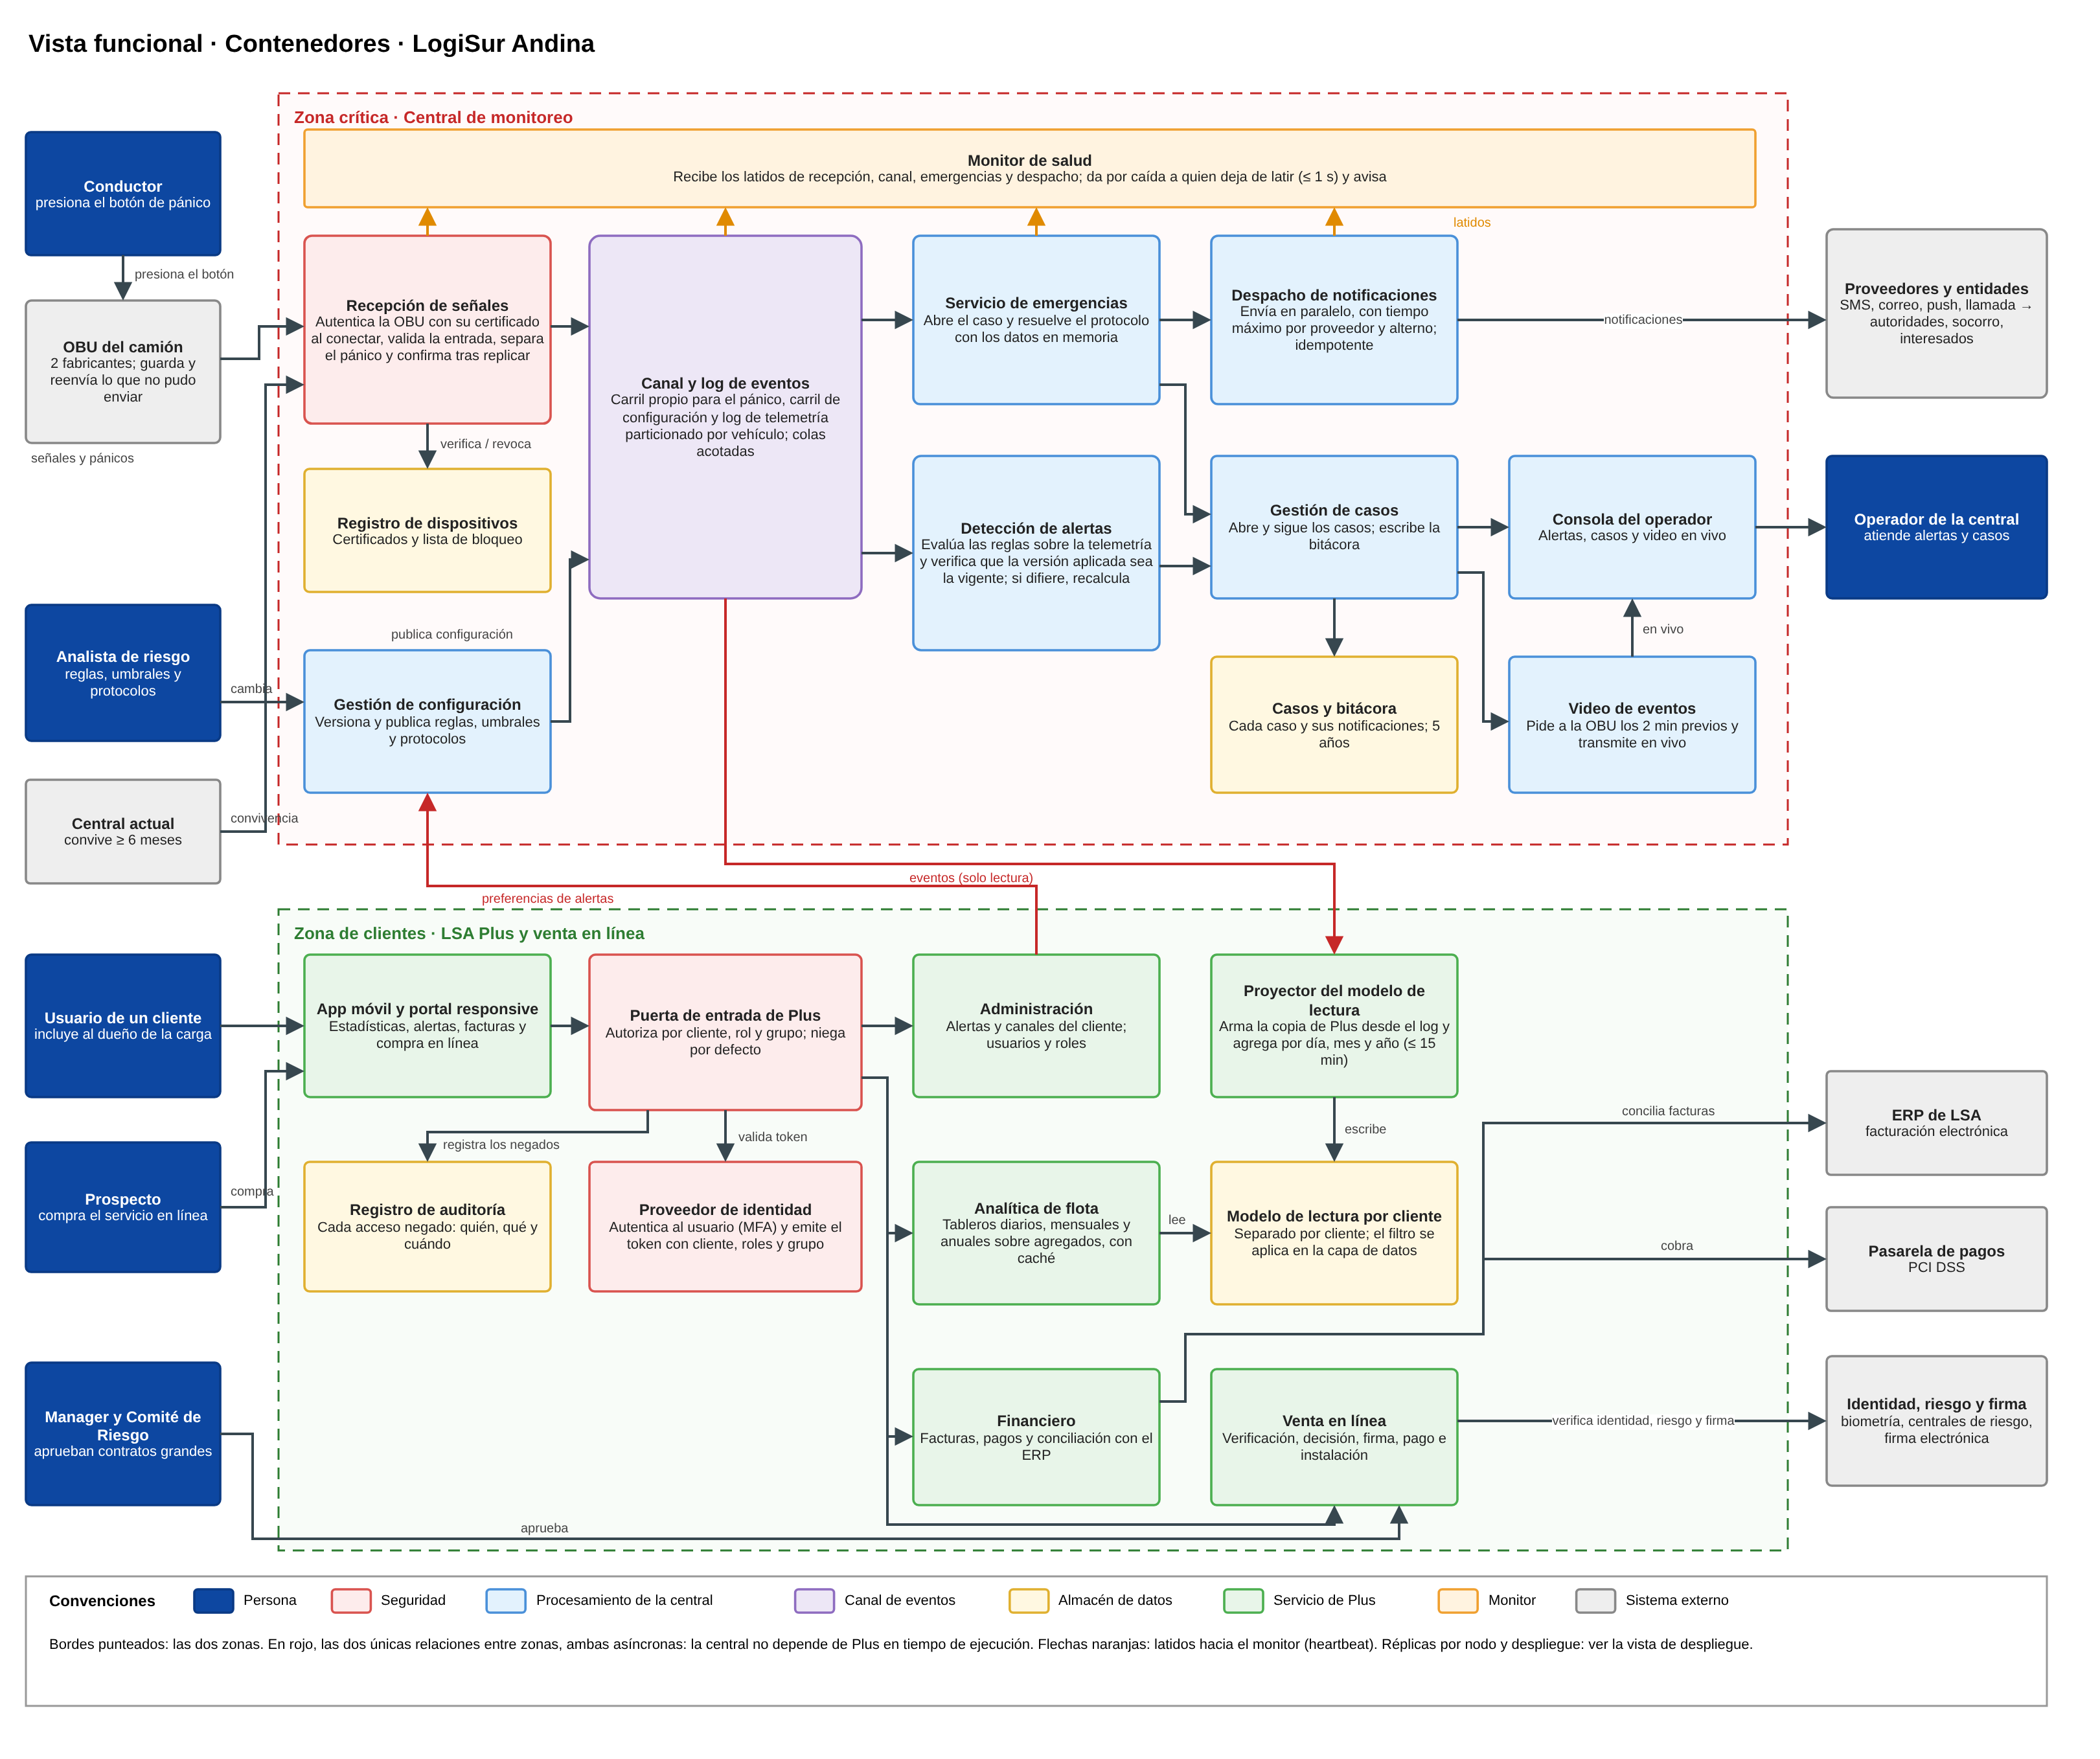 Vista funcional · Contenedores · LogiSur Andina
Zona crítica · Central de monitoreo
Monitor de salud
Recibe los latidos de recepción, canal, emergencias y despacho; da por caída a quien deja de latir (≤ 1 s) y avisa
latidos
Conductor
presiona el botón de pánico
presiona el botón
OBU del camión
2 fabricantes; guarda y
reenvía lo que no pudo
enviar
señales y pánicos
Recepción de señales
Autentica la OBU con su certificado
al conectar, valida la entrada, separa
el pánico y confirma tras replicar
verifica / revoca
Canal y log de eventos
Carril propio para el pánico, carril de
configuración y log de telemetría
particionado por vehículo; colas
acotadas
Servicio de emergencias
Abre el caso y resuelve el protocolo
con los datos en memoria
Despacho de notificaciones
Envía en paralelo, con tiempo
máximo por proveedor y alterno;
idempotente
notificaciones
Proveedores y entidades
SMS, correo, push, llamada →
autoridades, socorro,
interesados
Registro de dispositivos
Certificados y lista de bloqueo
Detección de alertas
Evalúa las reglas sobre la telemetría
y verifica que la versión aplicada sea
la vigente; si difiere, recalcula
Gestión de casos
Abre y sigue los casos; escribe la
bitácora
Consola del operador
Alertas, casos y video en vivo
Operador de la central
atiende alertas y casos
en vivo
Analista de riesgo
reglas, umbrales y
protocolos
cambia
publica configuración
Gestión de configuración
Versiona y publica reglas, umbrales
y protocolos
Casos y bitácora
Cada caso y sus notificaciones; 5
años
Video de eventos
Pide a la OBU los 2 min previos y
transmite en vivo
Central actual
convive ≥ 6 meses
convivencia
eventos (solo lectura)
preferencias de alertas
Zona de clientes · LSA Plus y venta en línea
Usuario de un cliente
incluye al dueño de la carga
App móvil y portal responsive
Estadísticas, alertas, facturas y
compra en línea
Puerta de entrada de Plus
Autoriza por cliente, rol y grupo; niega
por defecto
Administración
Alertas y canales del cliente;
usuarios y roles
Proyector del modelo de
lectura
Arma la copia de Plus desde el log y
agrega por día, mes y año (≤ 15
min)
registra los negados
valida token
escribe
concilia facturas
ERP de LSA
facturación electrónica
Prospecto
compra el servicio en línea
compra
Registro de auditoría
Cada acceso negado: quién, qué y
cuándo
Proveedor de identidad
Autentica al usuario (MFA) y emite el
token con cliente, roles y grupo
Analítica de flota
Tableros diarios, mensuales y
anuales sobre agregados, con
caché
lee
Modelo de lectura por cliente
Separado por cliente; el filtro se
aplica en la capa de datos
cobra
Pasarela de pagos
PCI DSS
Manager y Comité de
Riesgo
aprueban contratos grandes
aprueba
Financiero
Facturas, pagos y conciliación con el
ERP
Venta en línea
Verificación, decisión, firma, pago e
instalación
verifica identidad, riesgo y firma
Identidad, riesgo y firma
biometría, centrales de riesgo,
firma electrónica
Convenciones
Persona
Seguridad
Procesamiento de la central
Canal de eventos
Almacén de datos
Servicio de Plus
Monitor
Sistema externo
Bordes punteados: las dos zonas. En rojo, las dos únicas relaciones entre zonas, ambas asíncronas: la central no depende de Plus en tiempo de ejecución. Flechas naranjas: latidos hacia el monitor (heartbeat). Réplicas por nodo y despliegue: ver la vista de despliegue.